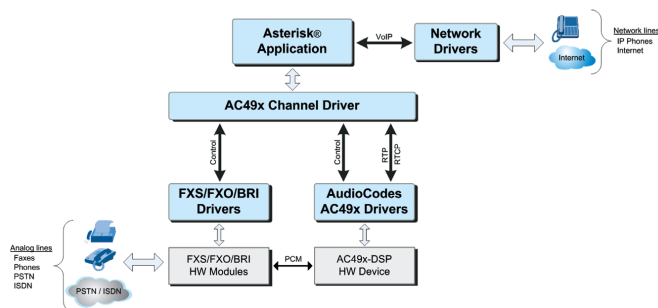 Asterisk®
Application
VoIP
Network
Drivers
Internet
Network lines
IP Phones
Internet
AC49x Channel Driver
Control
Control
RTP
RTCP
FXS/FXO/BRI
Drivers
AudioCodes
AC49x Drivers
Analog lines
Faxes
Phones
PSTN
ISDN
PSTN / ISDN
FXS/FXO/BRI
HW Modules
PCM
AC49x-DSP
HW Device